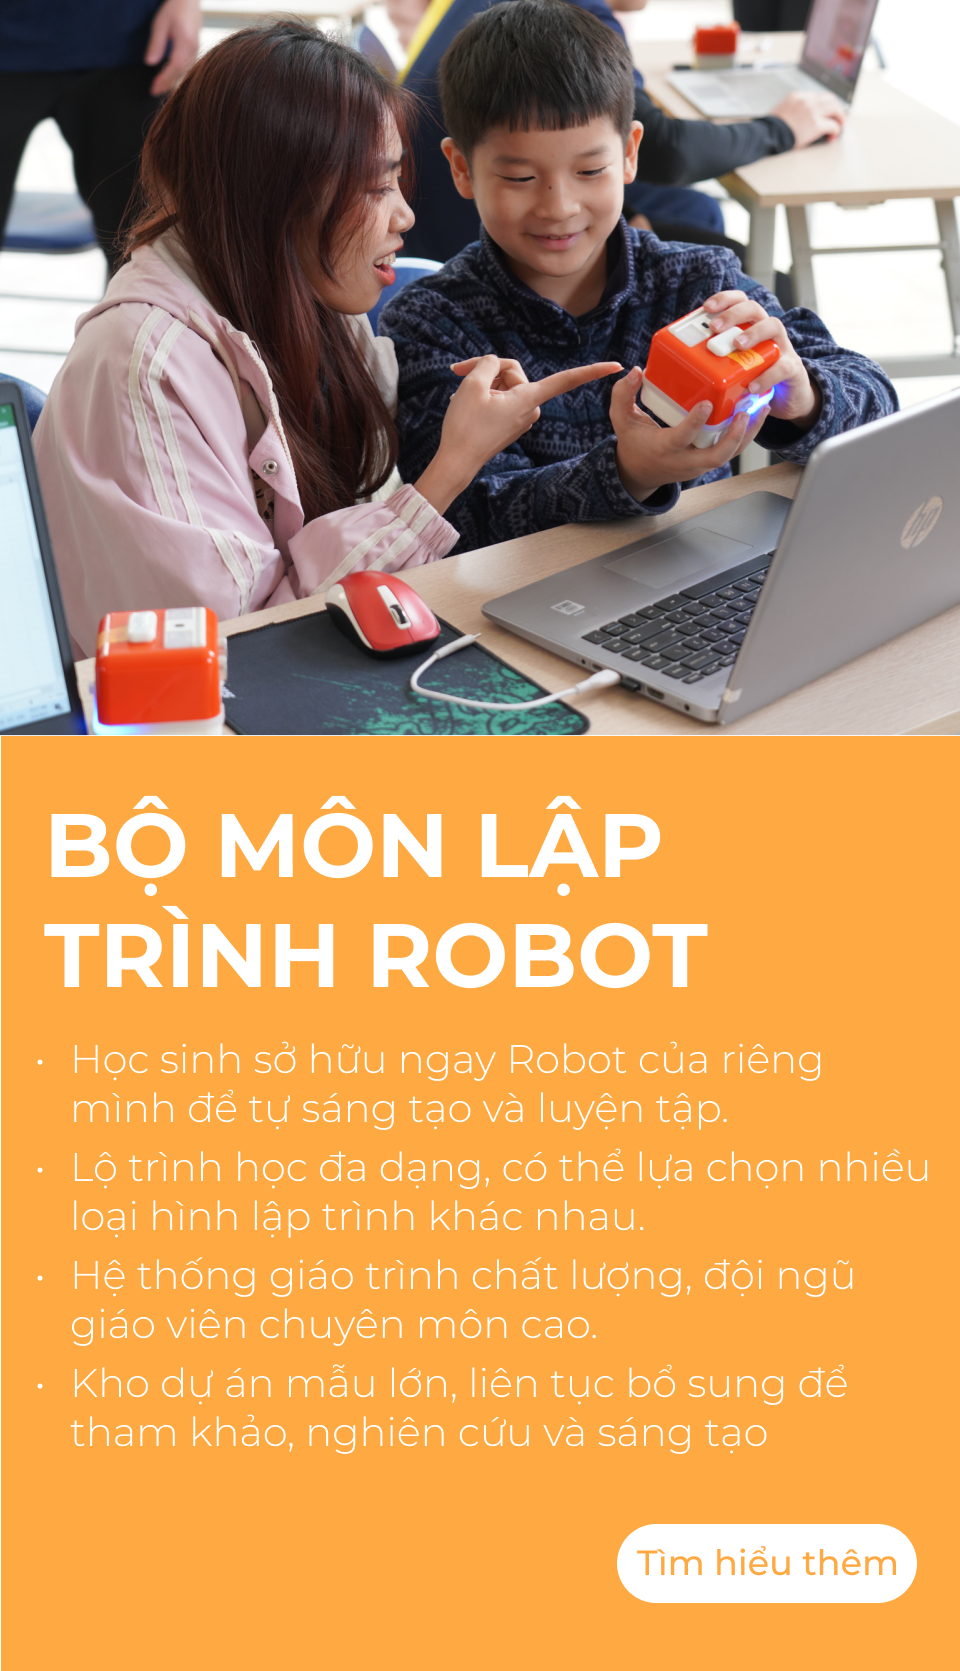 hp
BỘ MÔN LẬP
TRÌNH ROBOT
• Học sinh sở hữu ngay Robot của riêng
mình để tự sáng tạo và luyện tập.
• Lộ trình học đa dạng, có thể lựa chọn nhiều
loại hình lập trình khác nhau.
• Hệ thống giáo trình chất lượng, đội ngũ
giáo viên chuyên môn cao.
• Kho dự án mẫu lớn, liên tục bổ sung để
tham khảo, nghiên cứu và sáng tạo
Tìm hiểu thêm